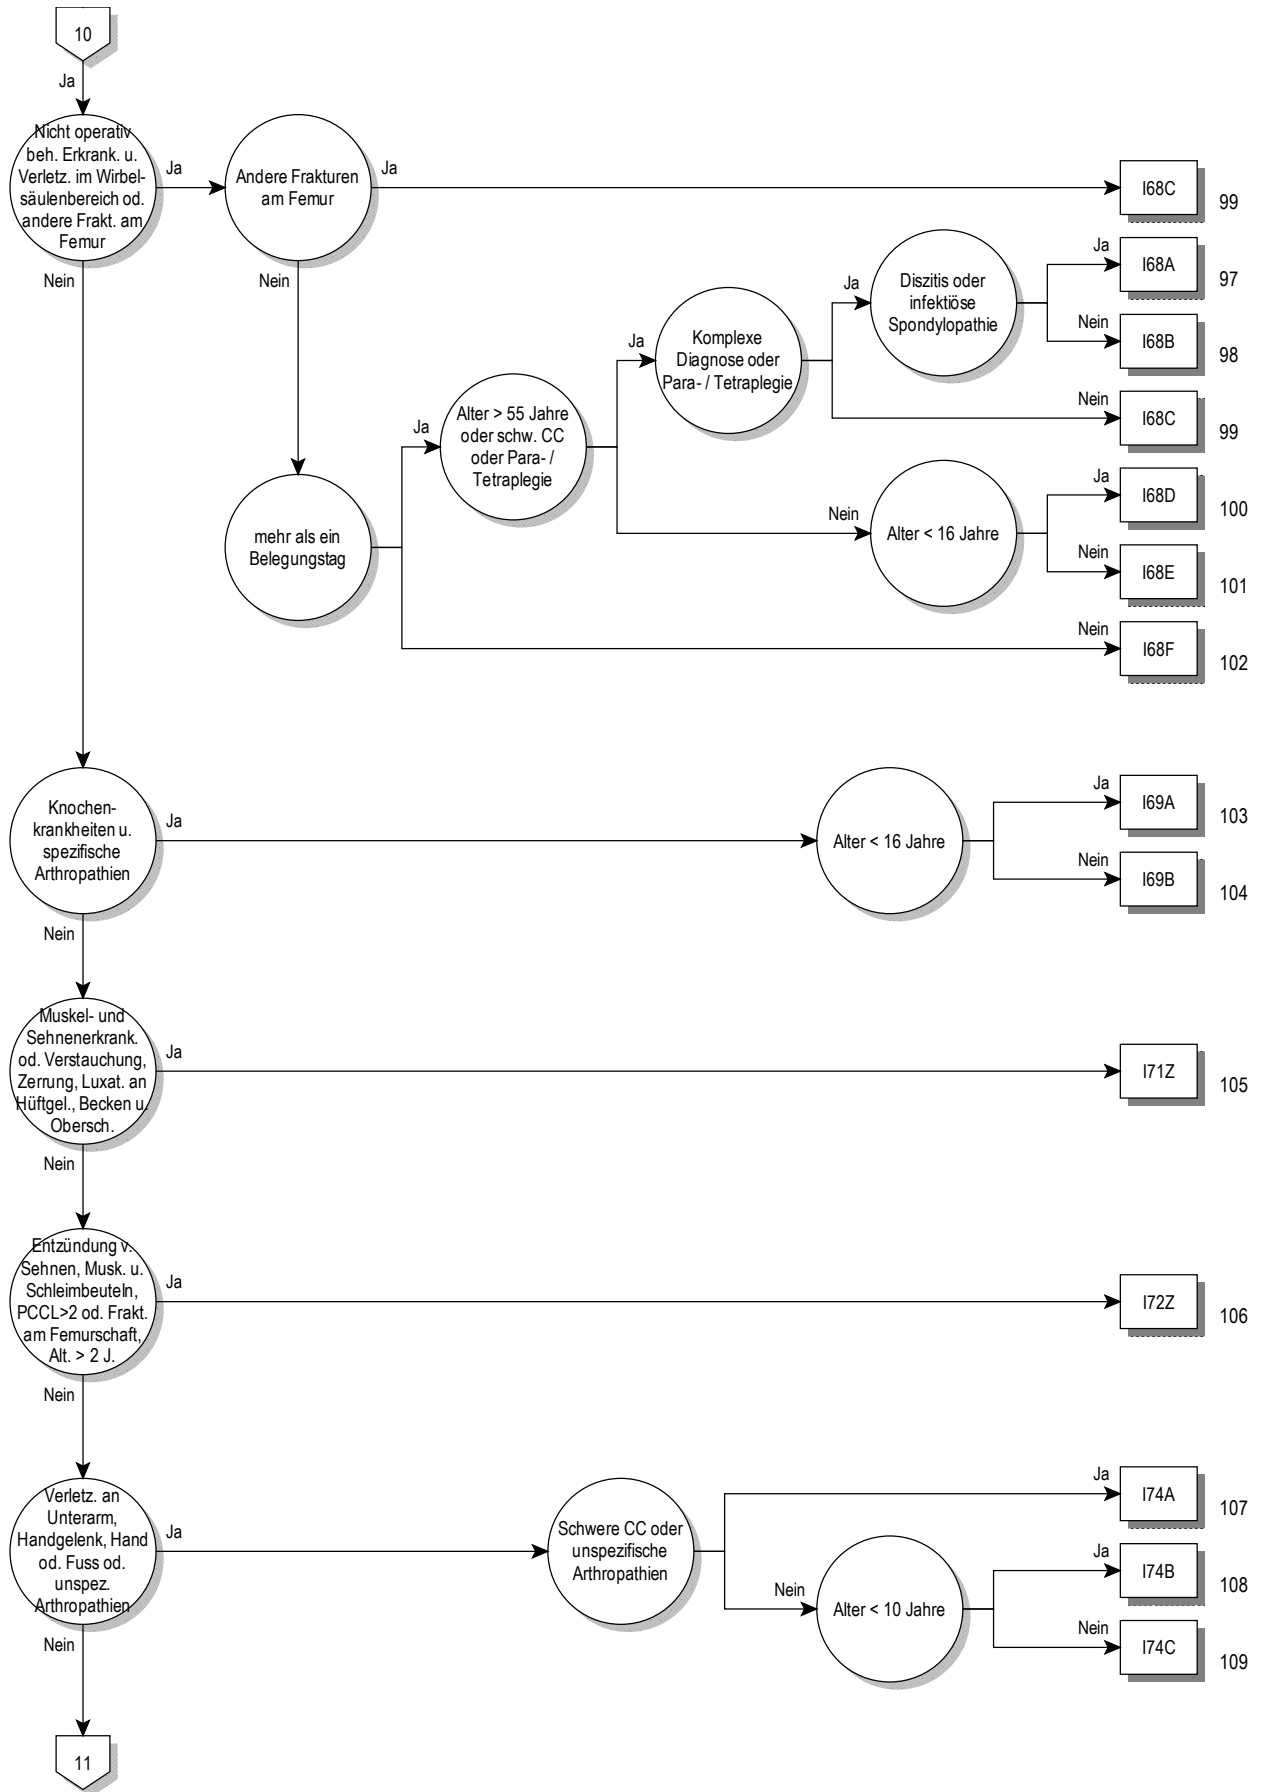 10
Ja
Nicht operativ
beh. Erkrank. u.
Verletz. im Wirbel-
säulenbereich od.
andere Frakt. am
Femur
Ja
Andere Frakturen
am Femur
Ja
I68C
99
Nein
Nein
mehr als ein
Belegungstag
Ja
Alter > 55 Jahre
oder schw. CC
oder Para- /
Tetraplegie
Ja
Komplexe
Diagnose oder
Para- / Tetraplegie
Ja
Diszitis oder
infektiöse
Spondylopathie
Ja
I68A
97
Nein
I68B
98
Nein
I68C
99
Nein
Alter < 16 Jahre
Ja
I68D
100
Nein
I68E
101
Nein
I68F
102
Knochen-
krankheiten u.
spezifische
Arthropathien
Ja
Alter < 16 Jahre
Ja
I69A
103
Nein
I69B
104
Nein
Muskel- und
Sehnenerkrank.
od. Verstauchung,
Zerrung, Luxat. an
Hüftgel., Becken u.
Obersch.
Ja
I71Z
105
Nein
Entzündung v.
Sehnen, Musk. u.
Schleimbeuteln,
PCCL>2 od. Frakt.
am Femurschaft,
Alt. > 2 J.
Ja
I72Z
106
Nein
Verletz. an
Unterarm,
Handgelenk, Hand
od. Fuss od.
unspez.
Arthropathien
Ja
Schwere CC oder
unspezifische
Arthropathien
Ja
I74A
107
Nein
Alter < 10 Jahre
Ja
I74B
108
Nein
I74C
109
Nein
11